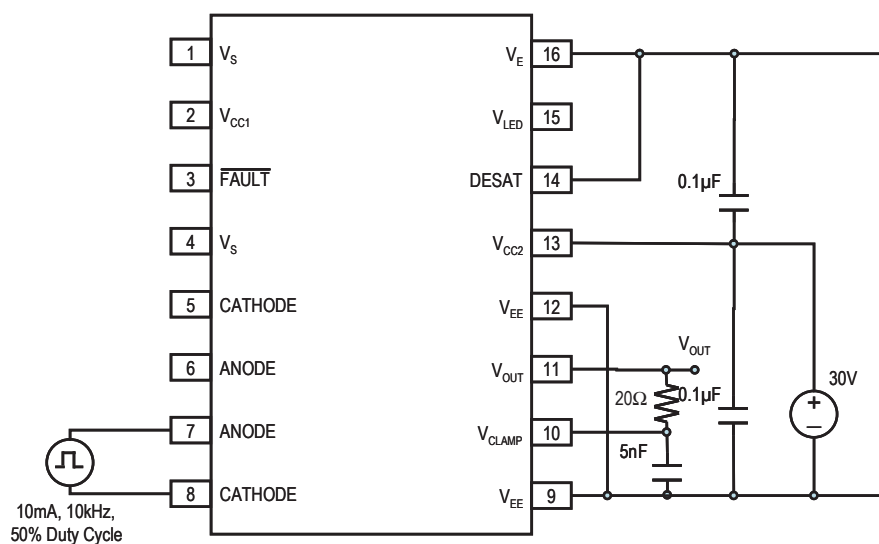 1 VS
2 VCC1
3 FAULT
4 VS
5 CATHODE
6 ANODE
7 ANODE
8 CATHODE
10mA, 10kHz,
50% Duty Cycle
VE 16
VLED 15
DESAT 14
VCC2 13
VEE 12
VOUT 11
VCLAMP 10
VEE 9
0.1µF
VOUT
20Ω
0.1µF
5nF
30V
+
–